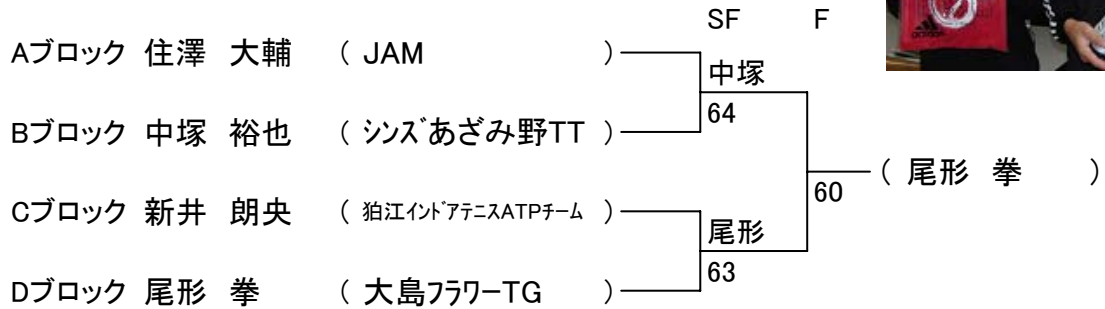 SF F
Aブロック 住澤 大輔 ( JAM )
中塚
64
Bブロック 中塚 裕也 ( シンズあざみ野TT )
( 尾形 拳 )
60
Cブロック 新井 朗央 ( 狛江インドアテニスATPチーム )
尾形
63
Dブロック 尾形 拳 ( 大島フラワーTG )